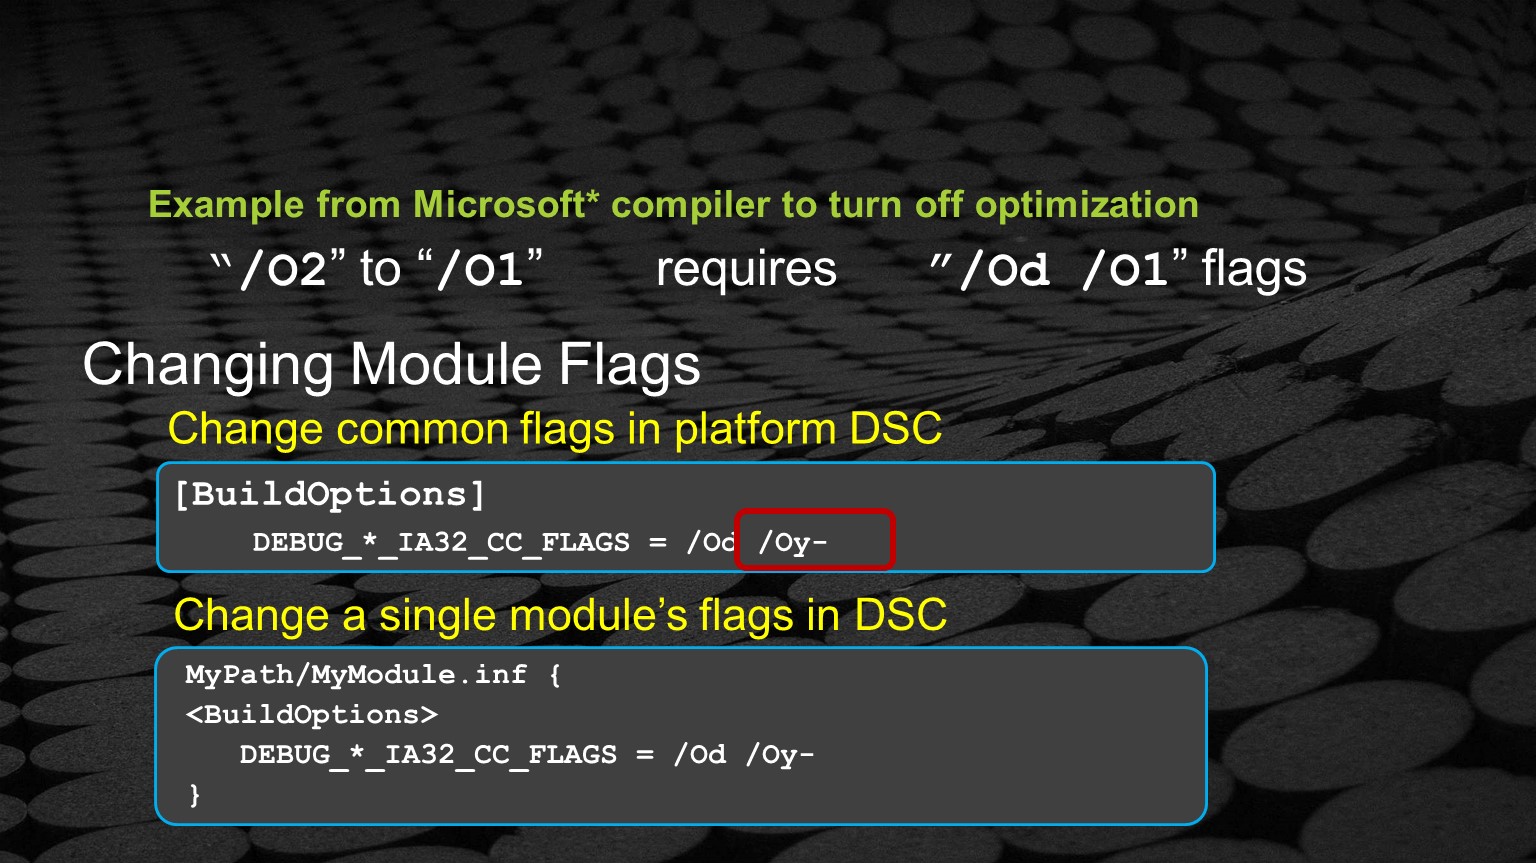 Example from Microsoft* compiler to turn off optimization
“/O2” to “/O1” requires ”/Od /O1” flags
Changing Module Flags
Change common flags in platform DSC
[BuildOptions]
DEBUG_*_IA32_CC_FLAGS = /Od /Oy-
Change a single module’s flags in DSC
MyPath/MyModule.inf {
<BuildOptions>
DEBUG_*_IA32_CC_FLAGS = /Od /Oy-
}